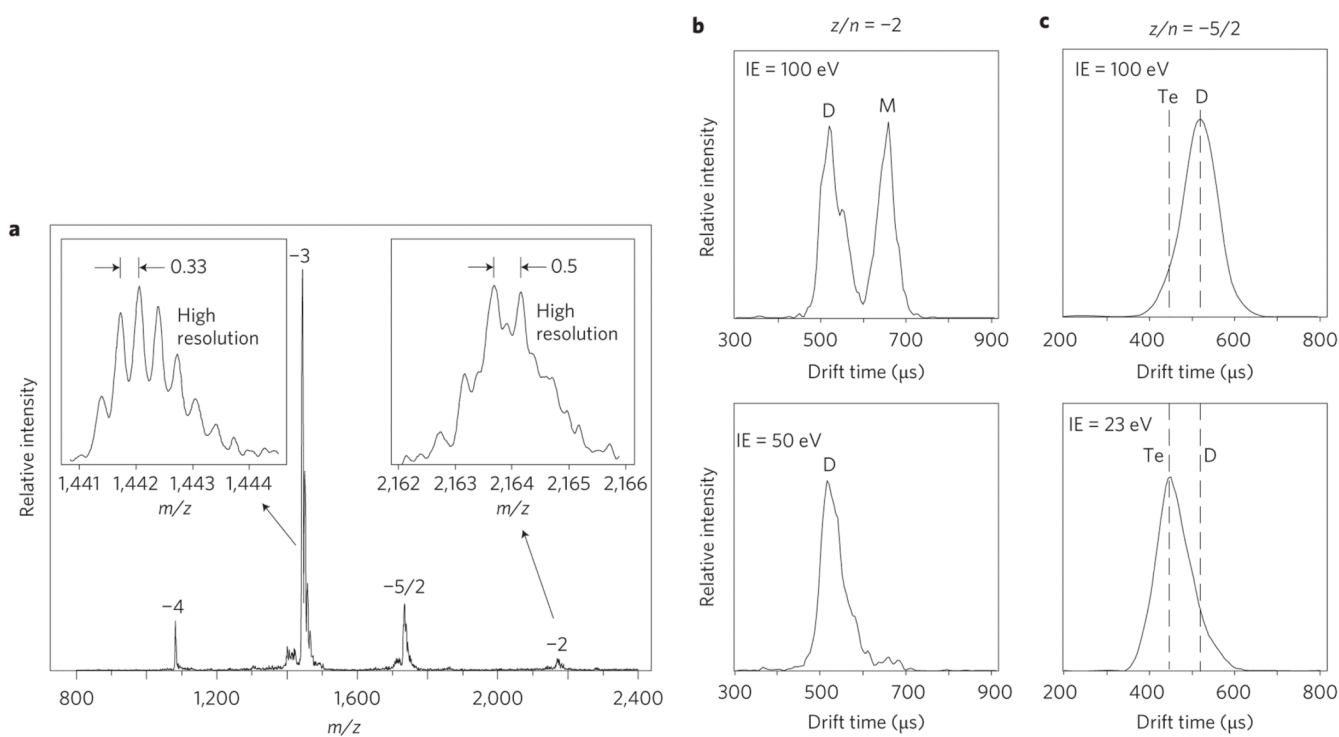 a
Relative intensity
0.33
High
resolution
1,441 1,442 1,443 1,444
m/z
−3
0.5
High
resolution
2,162 2,163 2,164 2,165 2,166
m/z
−4
−5/2
−2
800 1,200 1,600 2,000 2,400
m/z
b
z/n = −2
IE = 100 eV
D M
Relative intensity
300 500 700 900
Drift time (μs)
IE = 50 eV
D
Relative intensity
300 500 700 900
Drift time (μs)
c
z/n = −5/2
IE = 100 eV
Te D
200 400 600 800
Drift time (μs)
IE = 23 eV
Te D
200 400 600 800
Drift time (μs)